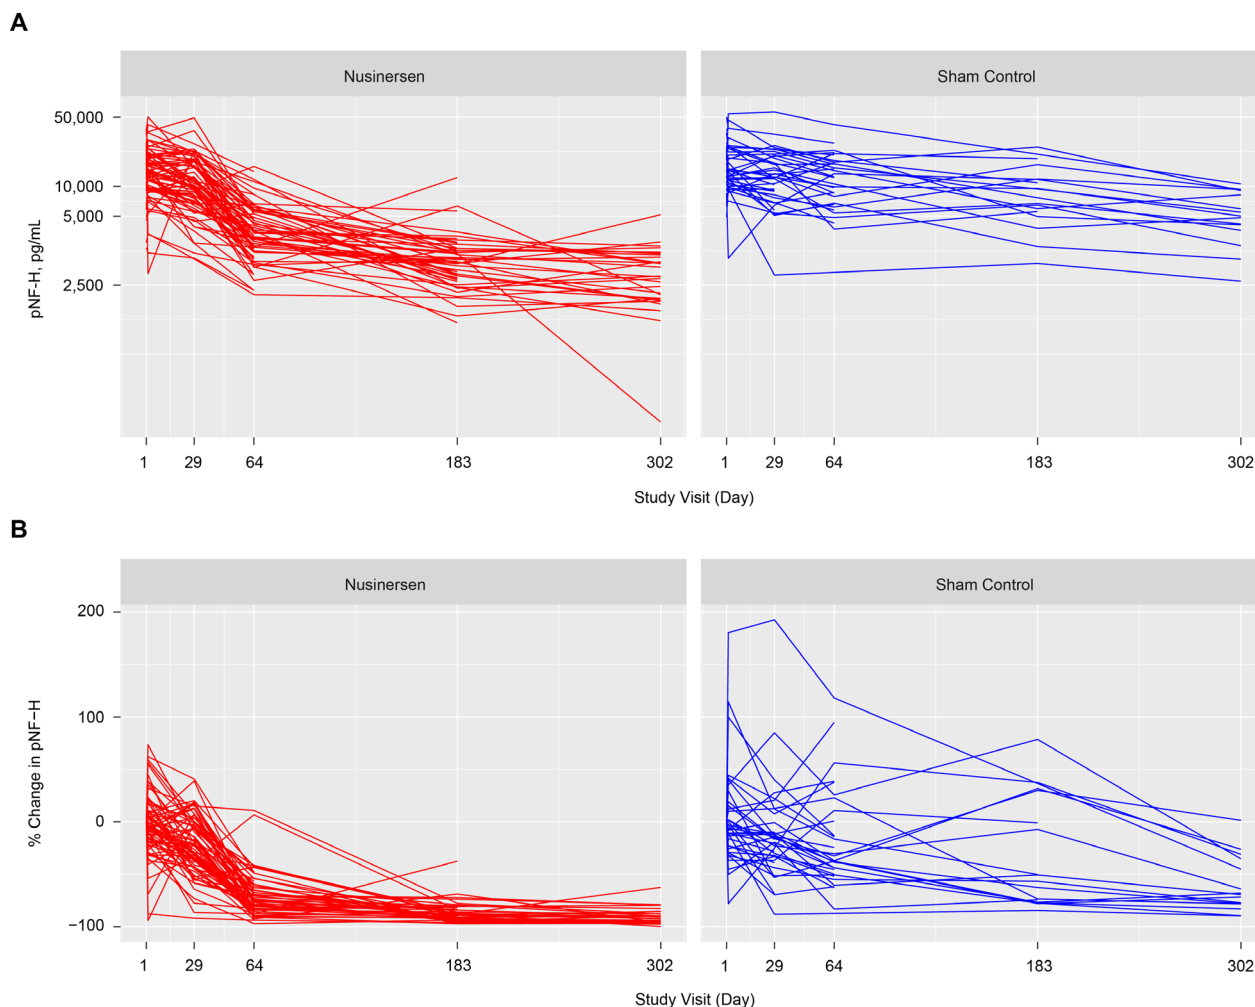 A
Nusinersen
Sham Control
50,000
10,000
5,000
2,500
pNF-H, pg/mL
1 29 64 183 302
1 29 64 183 302
Study Visit (Day)
B
Nusinersen
Sham Control
200
100
0
−100
% Change in pNF−H
1 29 64 183 302
1 29 64 183 302
Study Visit (Day)